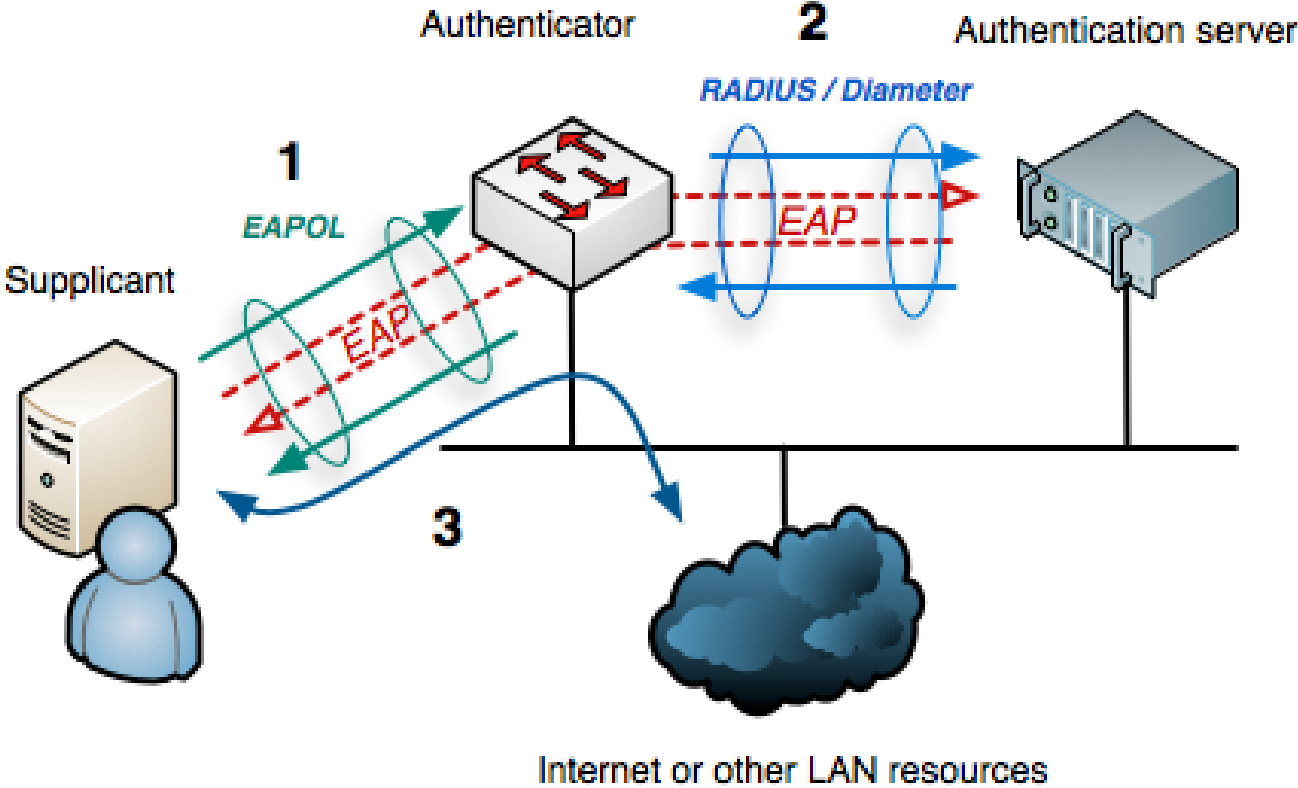 Authenticator
2
Authentication server
RADIUS / Diameter
1
EAPOL
EAP
Supplicant
EAP
3
Internet or other LAN resources